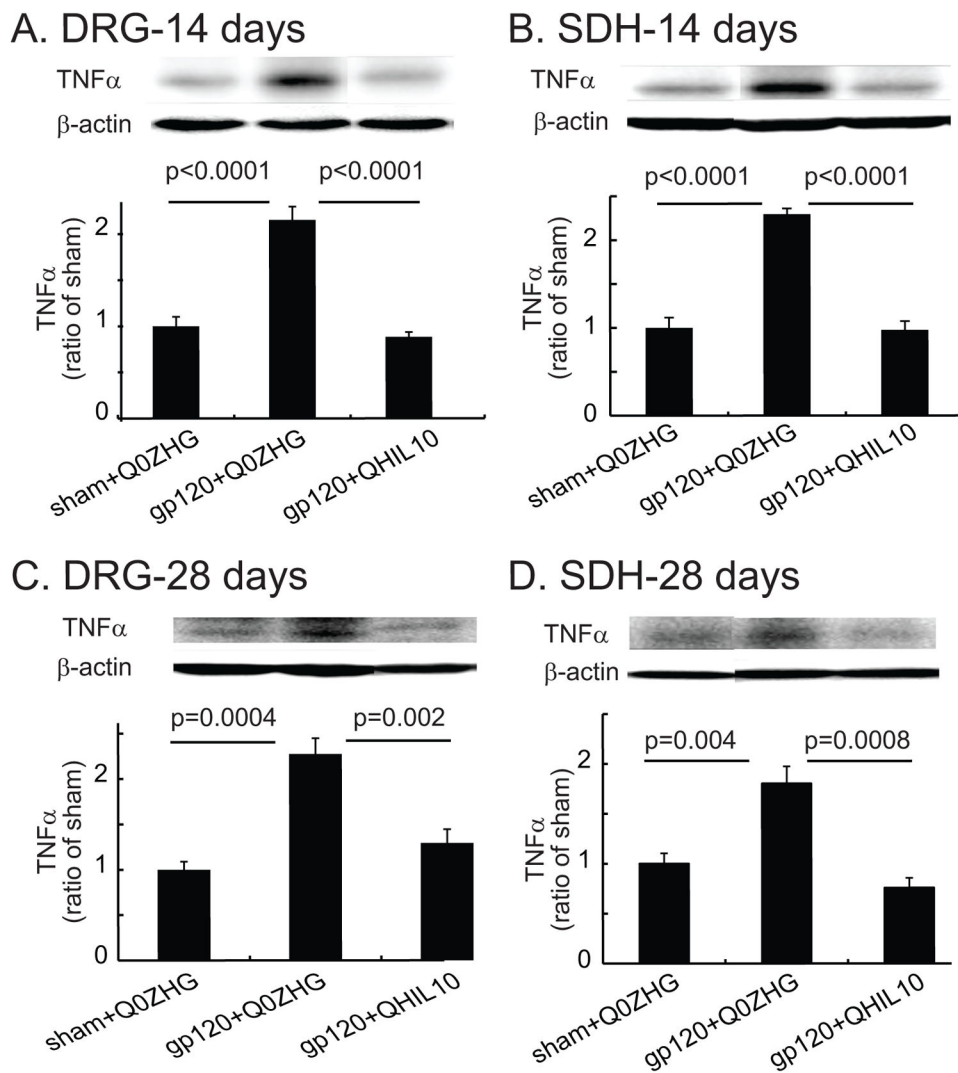 A. DRG-14 days
TNFα
β-actin
p<0.0001 p<0.0001
TNFα
(ratio of sham)
2
1
0
sham+Q0ZHG
gp120+Q0ZHG
gp120+QHIL10
B. SDH-14 days
TNFα
β-actin
p<0.0001 p<0.0001
TNFα
(ratio of sham)
2
1
0
sham+Q0ZHG
gp120+Q0ZHG
gp120+QHIL10
C. DRG-28 days
TNFα
β-actin
p=0.0004 p=0.002
TNFα
(ratio of sham)
2
1
0
sham+Q0ZHG
gp120+Q0ZHG
gp120+QHIL10
D. SDH-28 days
TNFα
β-actin
p=0.004 p=0.0008
TNFα
(ratio of sham)
2
1
0
sham+Q0ZHG
gp120+Q0ZHG
gp120+QHIL10